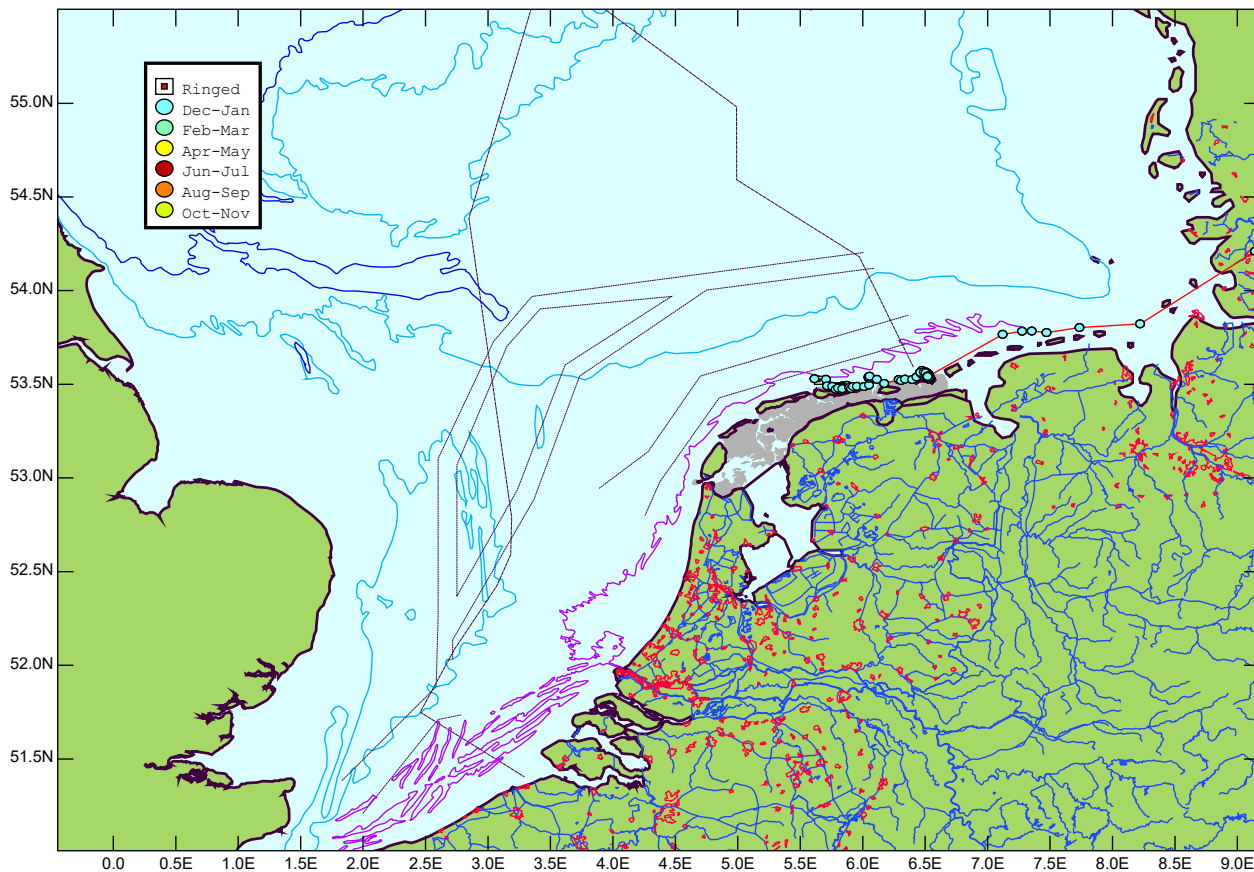 Ringed
Dec-Jan
Feb-Mar
Apr-May
Jun-Jul
Aug-Sep
Oct-Nov
55.0N
54.5N
54.0N
53.5N
53.0N
52.5N
52.0N
51.5N
0.0 0.5E 1.0E 1.5E 2.0E 2.5E 3.0E 3.5E 4.0E 4.5E 5.0E 5.5E 6.0E 6.5E 7.0E 7.5E 8.0E 8.5E 9.0E